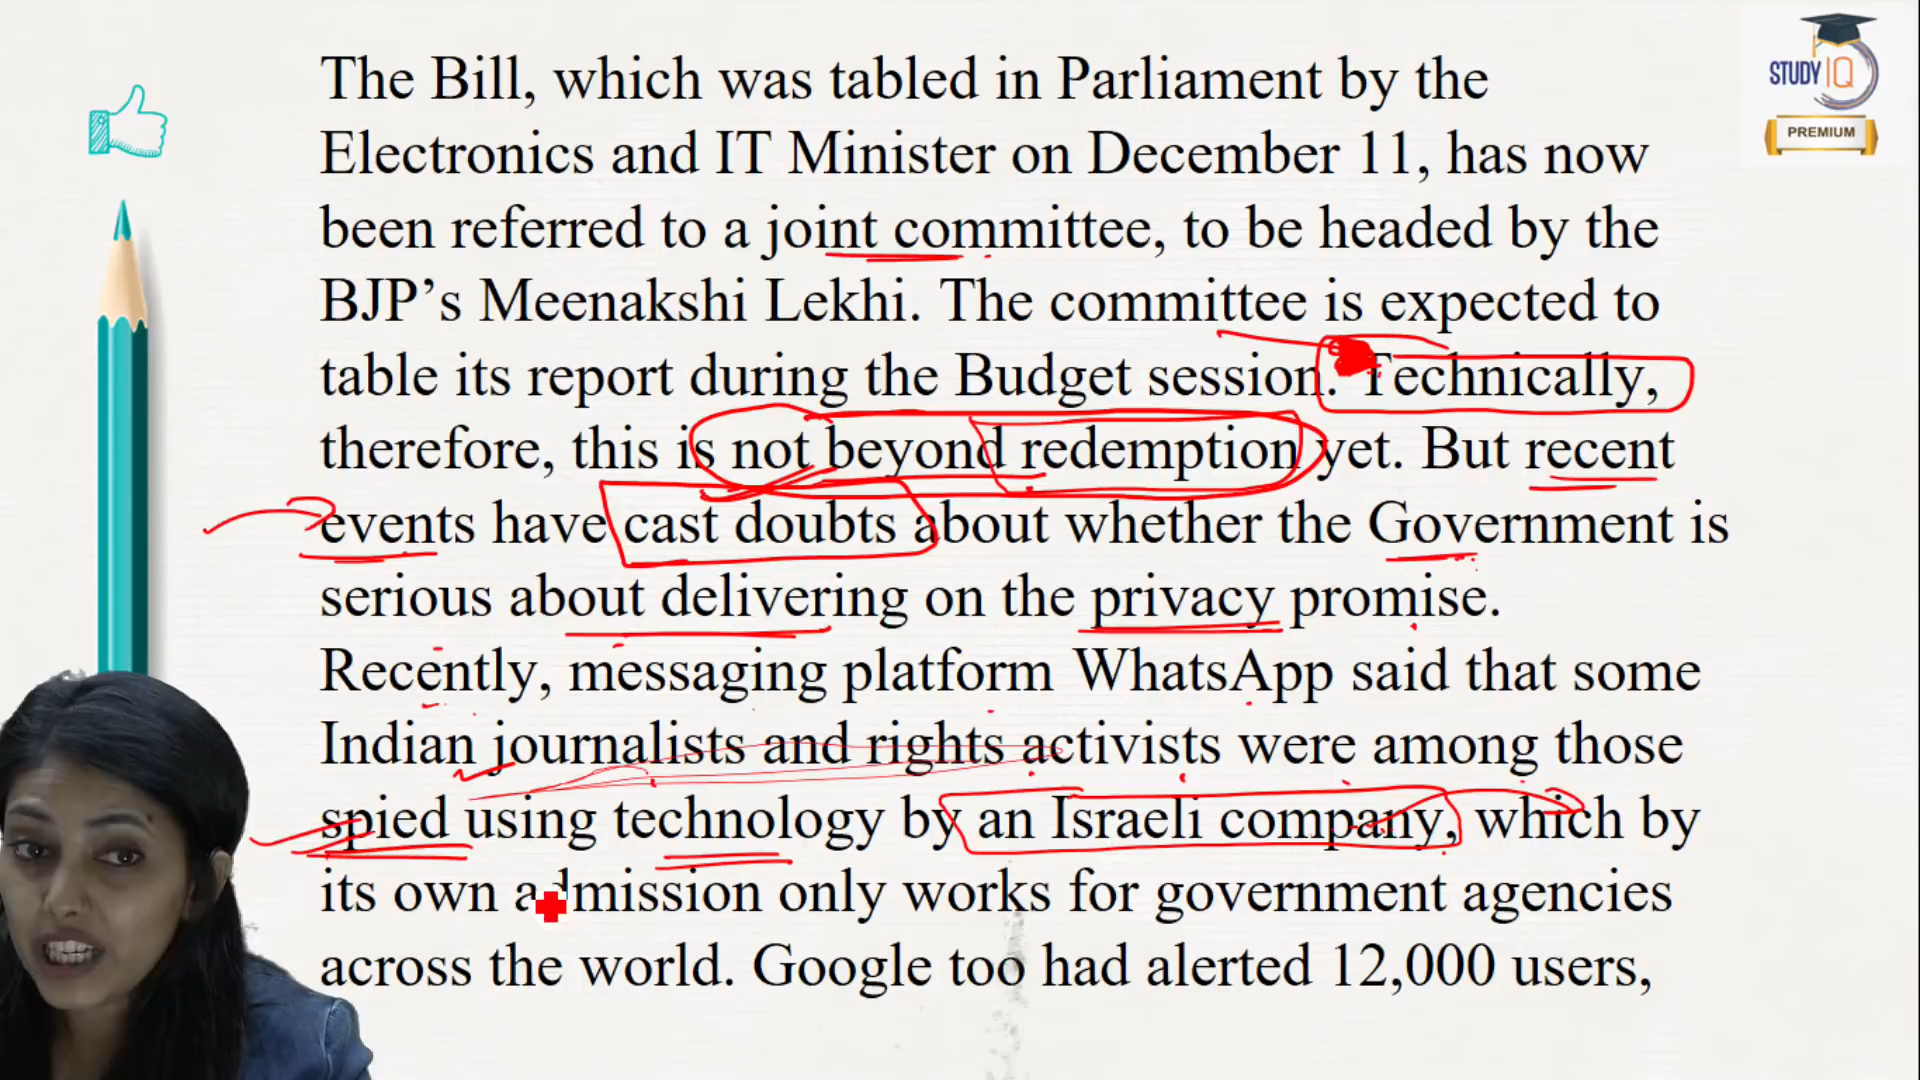 The Bill, which was tabled in Parliament by the
Electronics and IT Minister on December 11, has now
been referred to a joint committee, to be headed by the
BJP’s Meenakshi Lekhi. The committee is expected to
table its report during the Budget session. Technically,
therefore, this is not beyond redemption yet. But recent
events have cast doubts about whether the Government is
serious about delivering on the privacy promise.
Recently, messaging platform WhatsApp said that some
Indian journalists and rights activists were among those
spied using technology by an Israeli company, which by
its own admission only works for government agencies
across the world. Google too had alerted 12,000 users,
STUDY IQ
PREMIUM